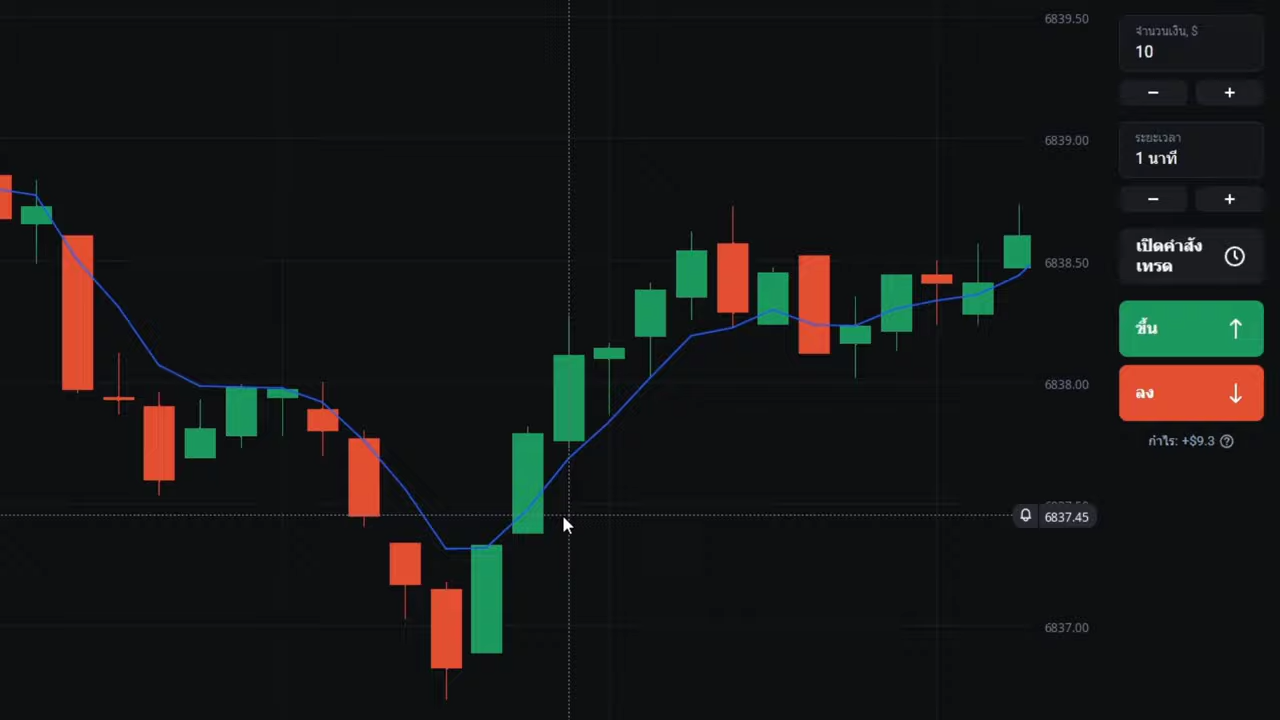 6839.50
6839.00
6838.50
6838.00
6837.45
6837.00
จำนวนเงิน, $
10
−
+
ระยะเวลา
1 นาที
−
+
เปิดคำสั่ง
เทรด
ขึ้น
ลง
กำไร: +$9.3